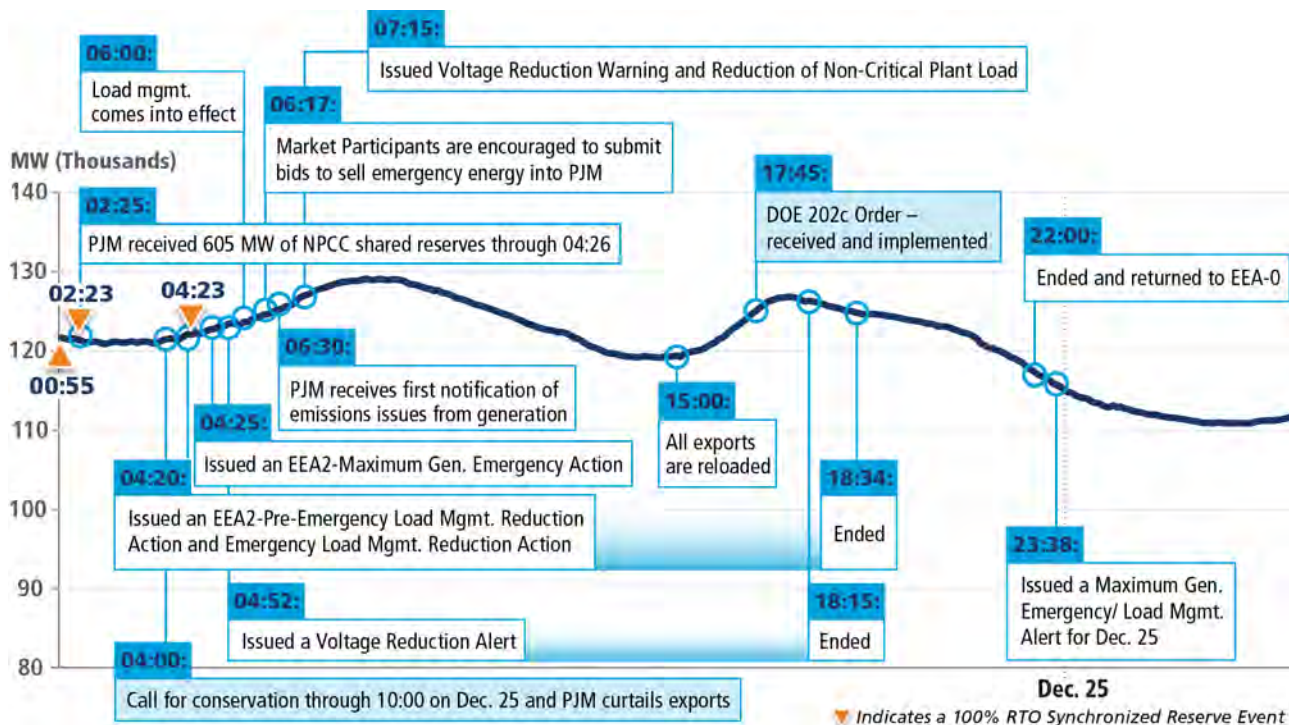 07:15:
Issued Voltage Reduction Warning and Reduction of Non-Critical Plant Load
06:00:
Load mgmt.
comes into effect
06:17:
Market Participants are encouraged to submit
bids to sell emergency energy into PJM
MW (Thousands)
140
130
120
110
100
90
80
02:25:
PJM received 605 MW of NPCC shared reserves through 04:26
17:45:
DOE 202c Order –
received and implemented
22:00:
Ended and returned to EEA-0
02:23
04:23
00:55
06:30:
PJM receives first notification of
emissions issues from generation
15:00:
All exports
are reloaded
04:25:
Issued an EEA2-Maximum Gen. Emergency Action
04:20:
Issued an EEA2-Pre-Emergency Load Mgmt. Reduction
Action and Emergency Load Mgmt. Reduction Action
18:34:
Ended
23:38:
Issued a Maximum Gen.
Emergency/ Load Mgmt.
Alert for Dec. 25
04:52:
Issued a Voltage Reduction Alert
18:15:
Ended
04:00:
Call for conservation through 10:00 on Dec. 25 and PJM curtails exports
Dec. 25
Indicates a 100% RTO Synchronized Reserve Event